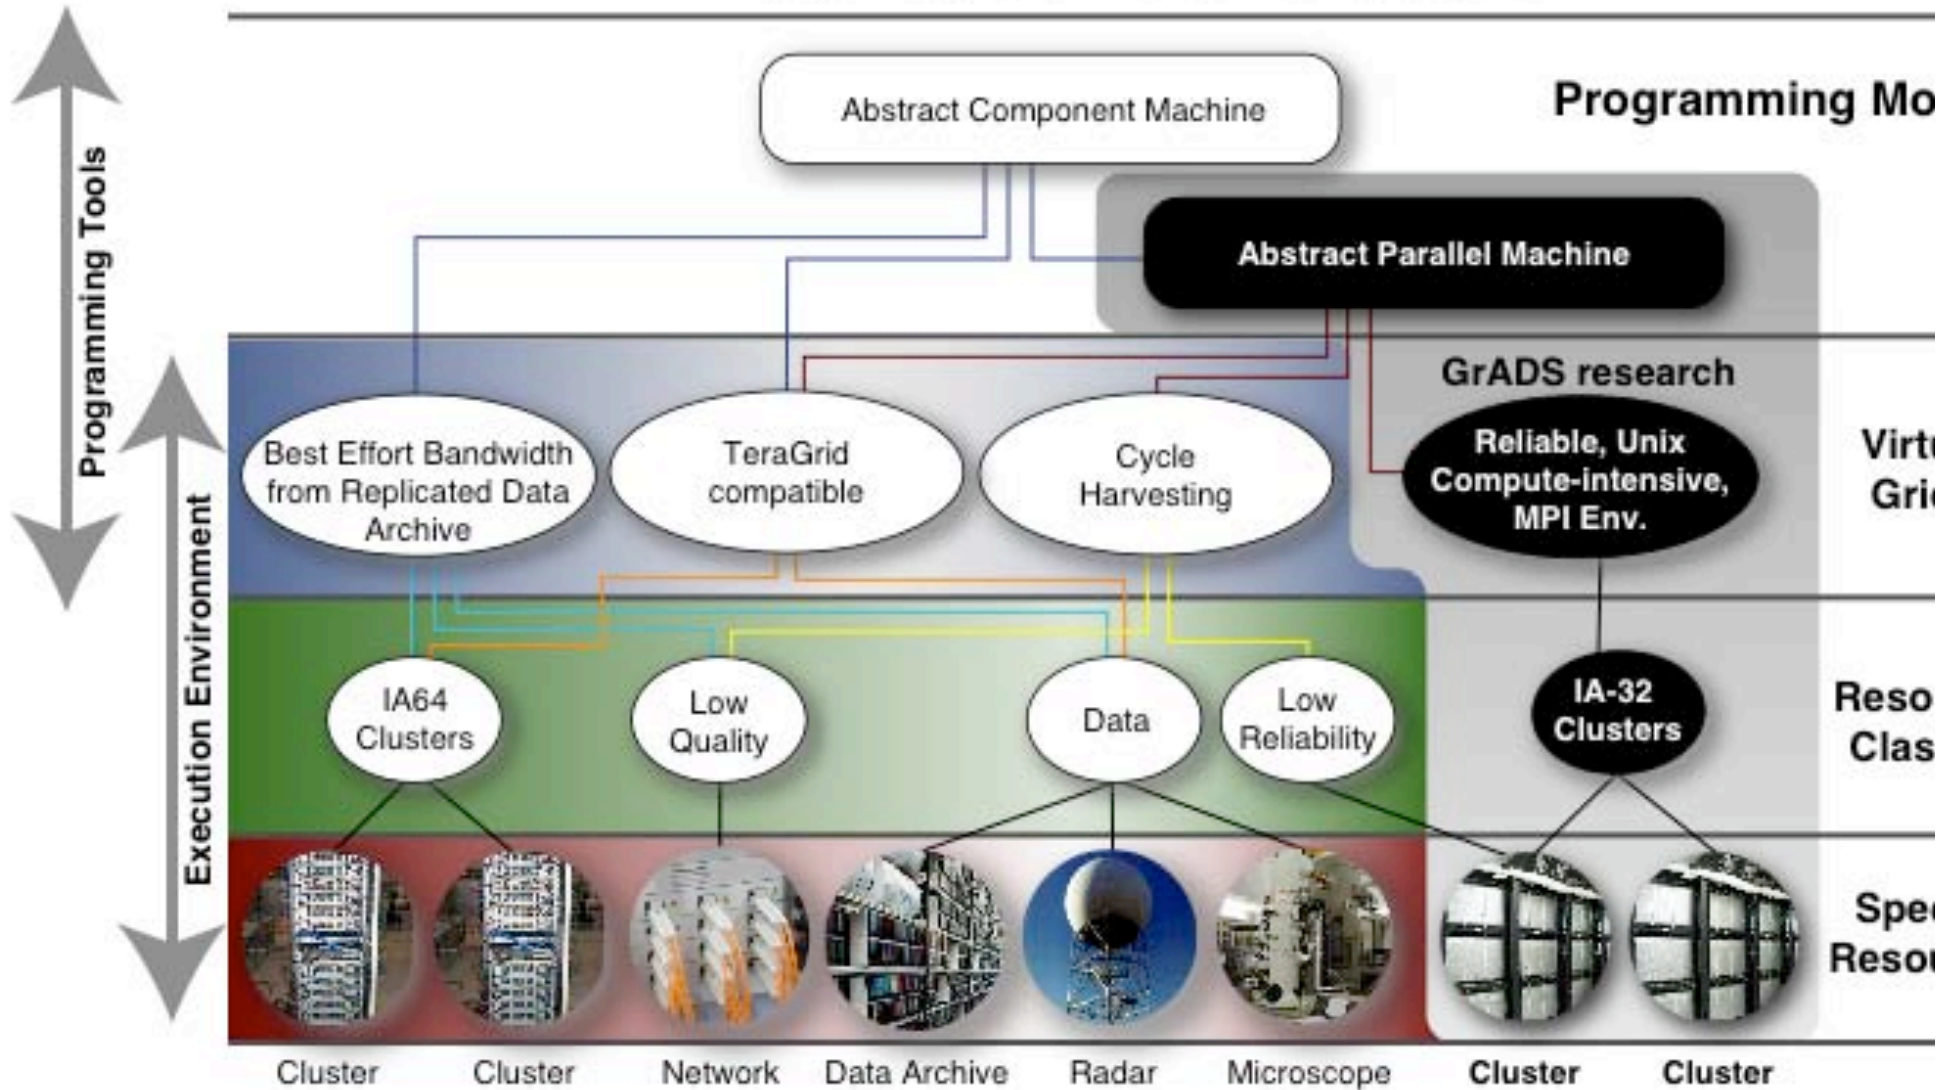 Abstract Component Machine
Programming Mo
Abstract Parallel Machine
Programming Tools
GrADS research
Best Effort Bandwidth
from Replicated Data
Archive
TeraGrid
compatible
Cycle
Harvesting
Reliable, Unix
Compute-intensive,
MPI Env.
Virtu
Gri
Execution Environment
IA64
Clusters
Low
Quality
Data
Low
Reliability
IA-32
Clusters
Reso
Clas
Spe
Resou
Cluster
Cluster
Network
Data Archive
Radar
Microscope
Cluster
Cluster